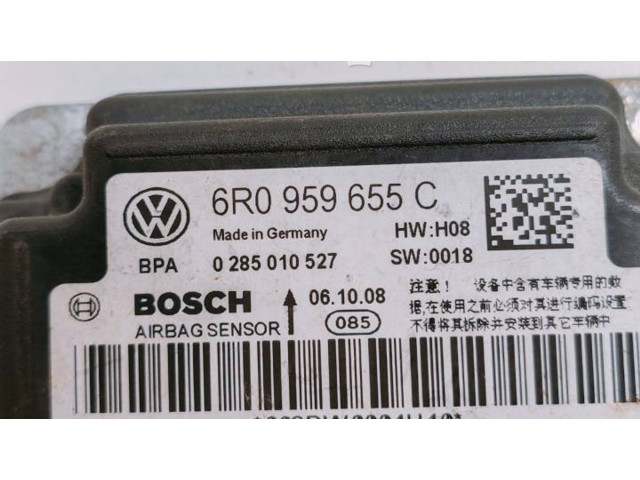 6R0 959 655 C
Made in Germany
HW:H08
BPA
0 285 010 527
SW:0018
BOSCH
06.10.08
AIRBAG SENSOR
085
注意! 设备中含有车辆专用的数
据,在使用之前必须对其进行编码设置
不得将其拆除并安装到其它车辆中